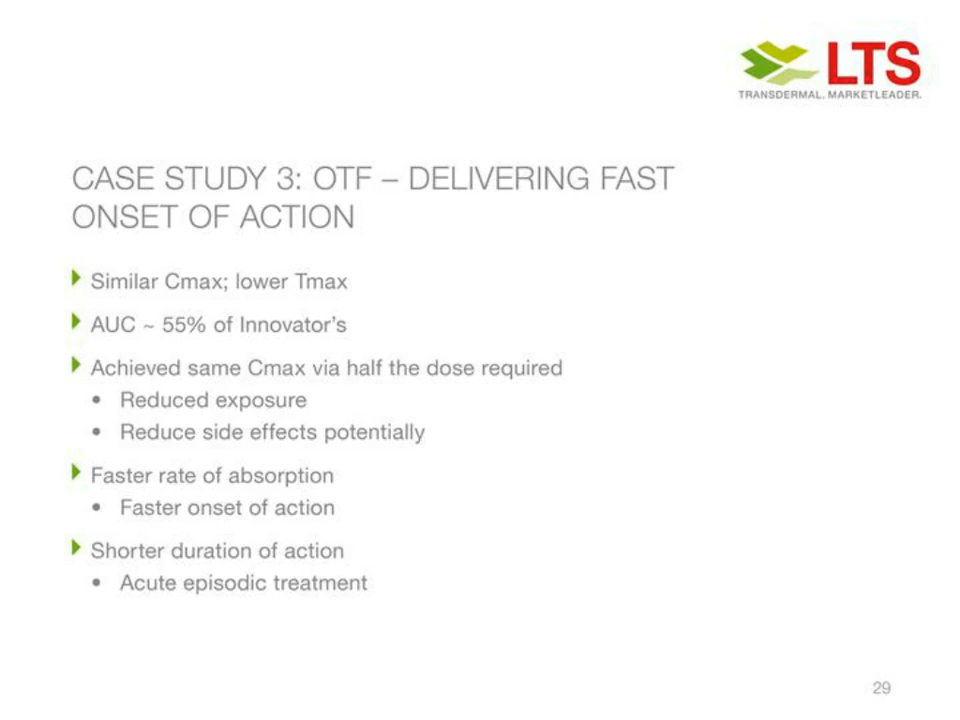 LTS
TRANSDERMAL. MARKETLEADER.
CASE STUDY 3: OTF – DELIVERING FAST
ONSET OF ACTION
Similar Cmax; lower Tmax
AUC ~ 55% of Innovator's
Achieved same Cmax via half the dose required
• Reduced exposure
• Reduce side effects potentially
Faster rate of absorption
• Faster onset of action
Shorter duration of action
• Acute episodic treatment
29